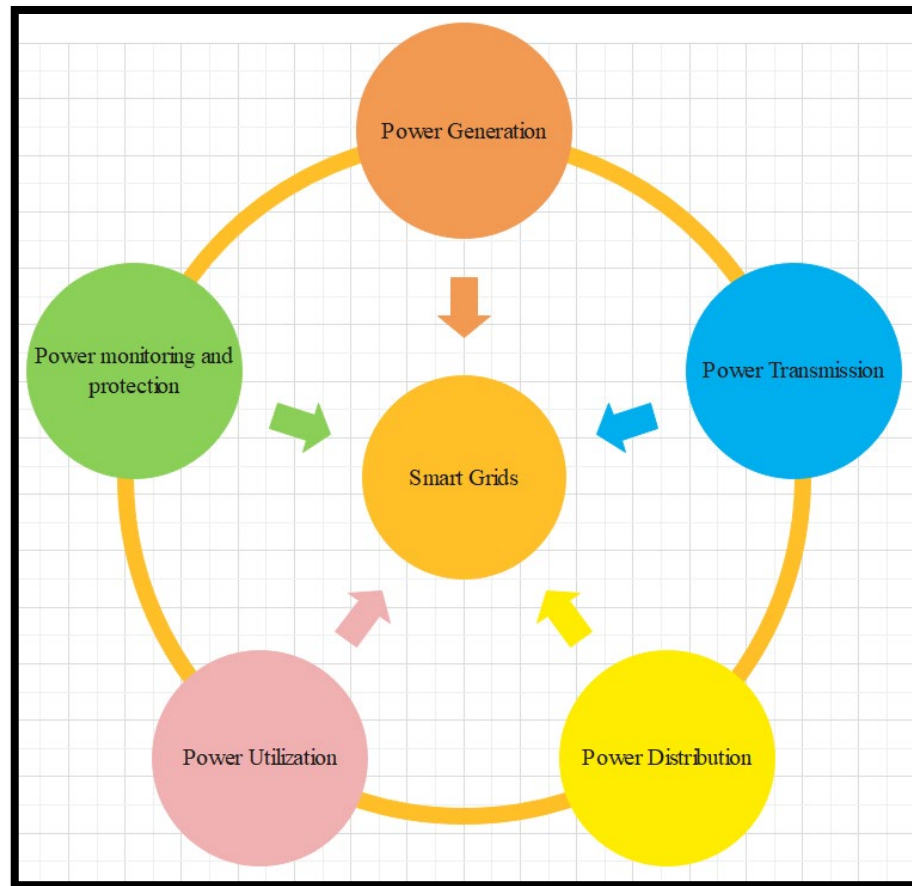 Power Generation
Power monitoring and
protection
Power Transmission
Smart Grids
Power Utilization
Power Distribution